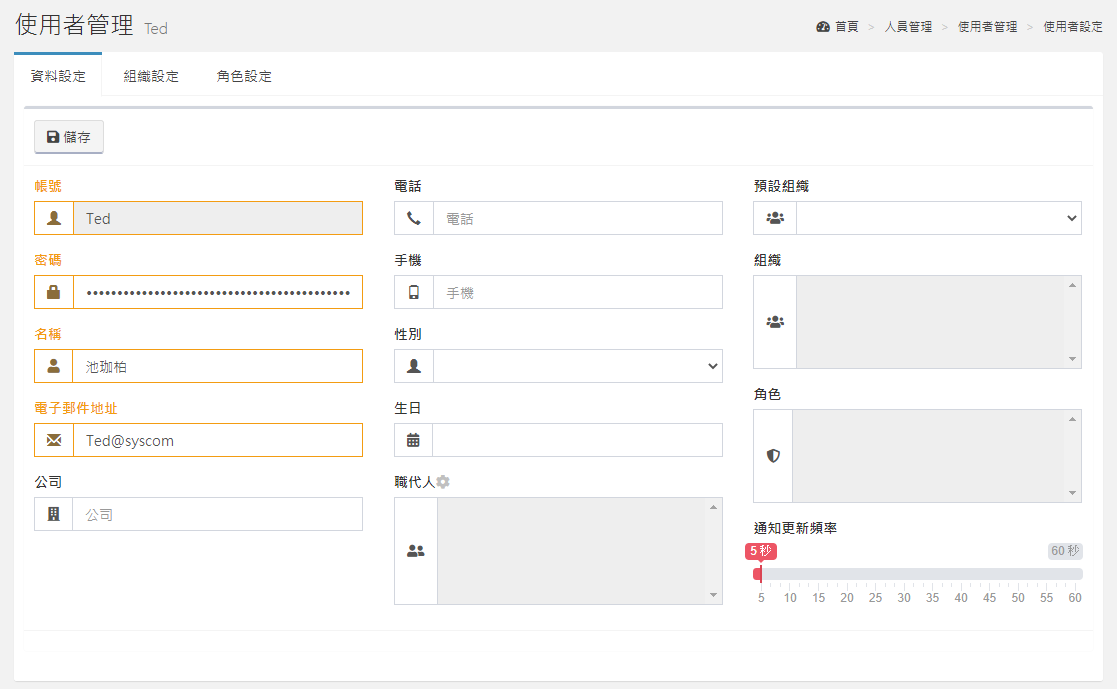 使用者管理 Ted
首頁 > 人員管理 > 使用者管理 > 使用者設定
資料設定 組織設定 角色設定
儲存
帳號
Ted
密碼
••••••••••••••••••••••••••••••••••••••••••
名稱
池珈柏
電子郵件地址
Ted@syscom
公司
公司
電話
電話
手機
手機
性別
生日
職代人
預設組織
組織
角色
通知更新頻率
5 秒 60 秒
5 10 15 20 25 30 35 40 45 50 55 60